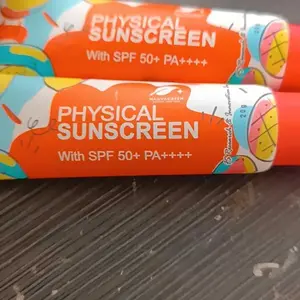 PHYSICAL
SUNSCREEN
With SPF 50+ PA++++
PHYSICAL
SUNSCREEN
With SPF 50+ PA++++